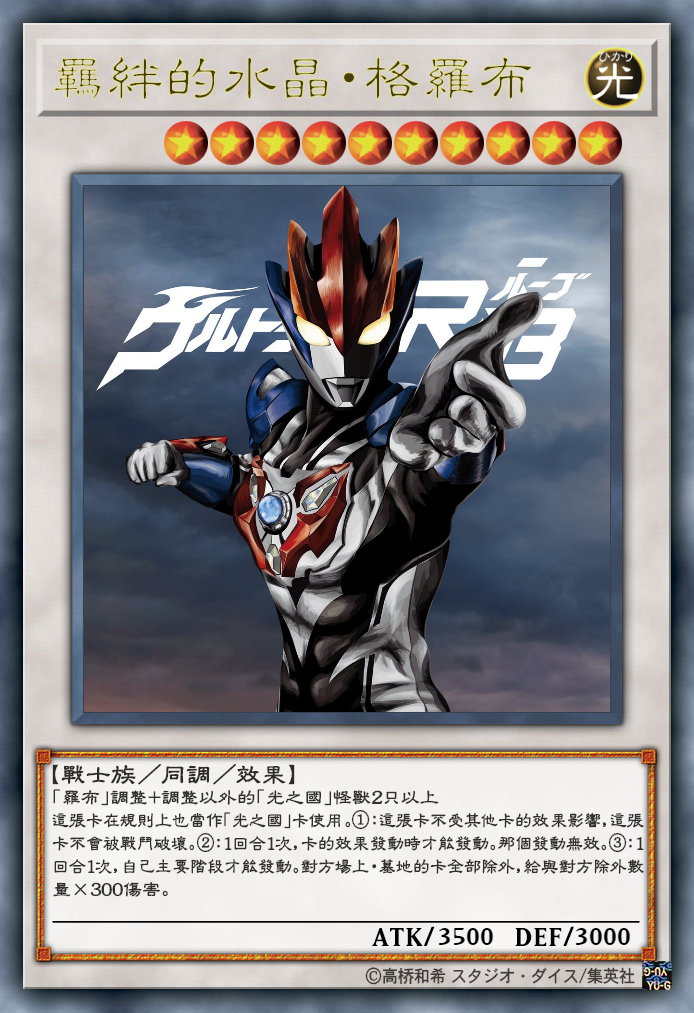 羈絆的水晶・格羅布
ひかり
光
ウルトラ
R B
ルーブ
【戰士族／同調／效果】
「羅布」調整+調整以外的「光之國」怪獸2只以上
這張卡在規則上也當作「光之國」卡使用。①:這張卡不受其他卡的效果影響,這張
卡不會被戰鬥破壞。②:1回合1次,卡的效果發動時才能發動。那個發動無效。③:1
回合1次,自己主要階段才能發動。對方場上・墓地的卡全部除外,給與對方除外數
量×300傷害。
ATK/3500 DEF/3000
©高桥和希 スタジオ・ダイス/集英社
YU-G
YU-G